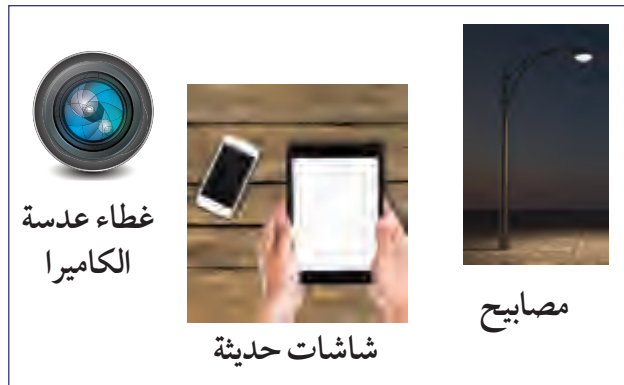 غطاء عدسة
الكاميرا
مصابيح
شاشات حديثة